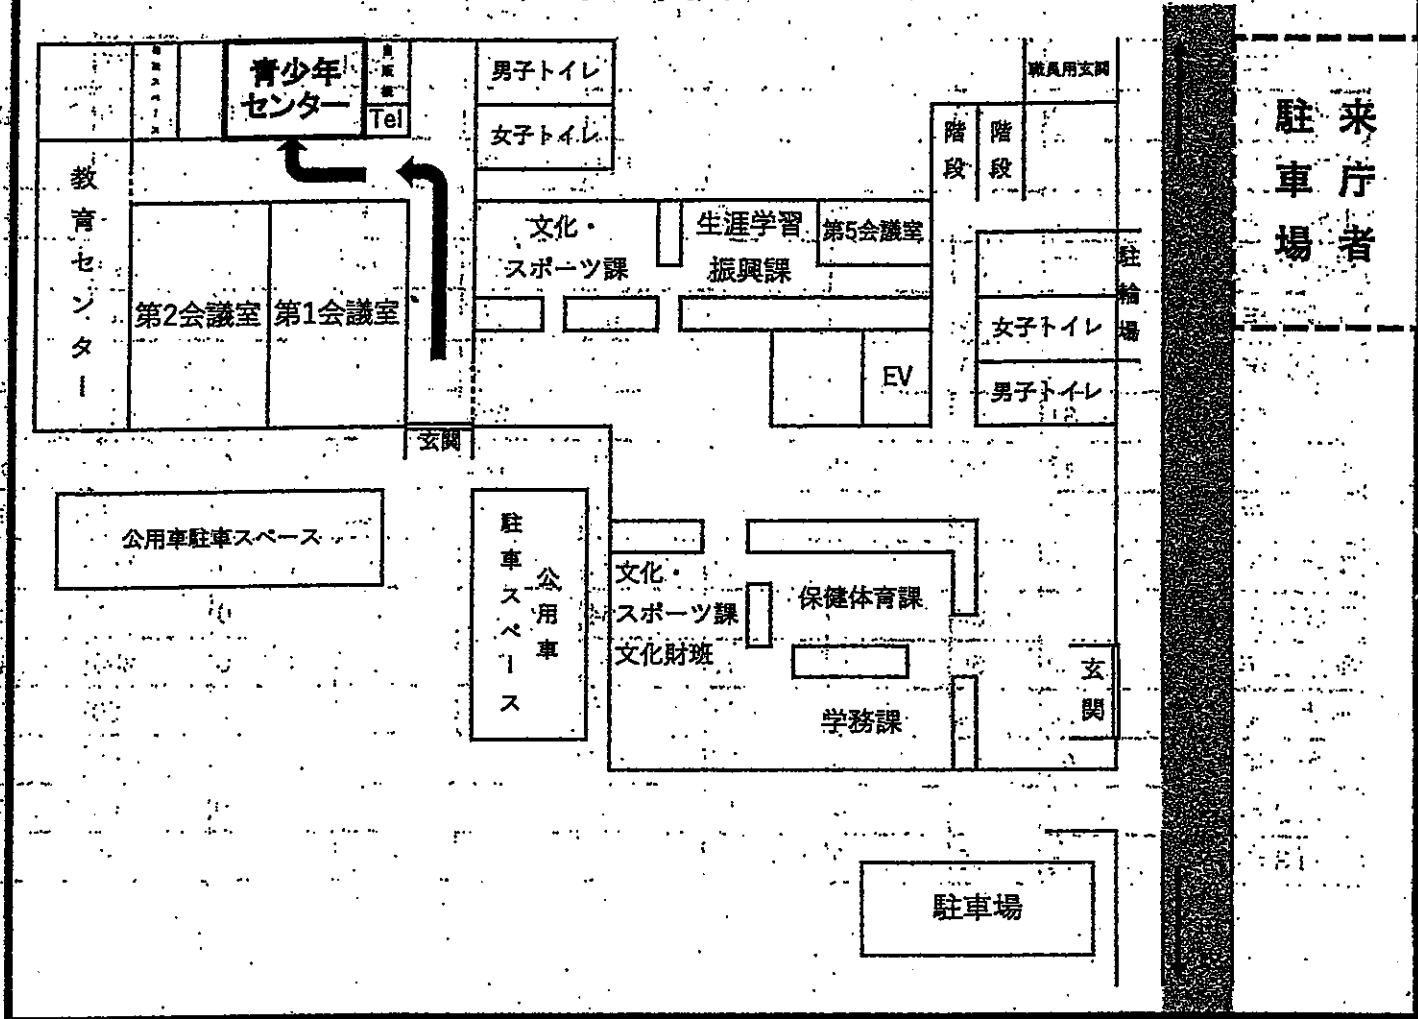 青少年
センター
自販機
Tel
男子トイレ
女子トイレ
職員用玄関
階段
階段
来庁者
駐車場
教育センター
第2会議室
第1会議室
文化・
スポーツ課
生涯学習
振興課
第5会議室
駐輪場
女子トイレ
男子トイレ
EV
玄関
公用車駐車スペース
公用車
駐車スペース
文化・
スポーツ課
文化財班
保健体育課
学務課
玄関
駐車場